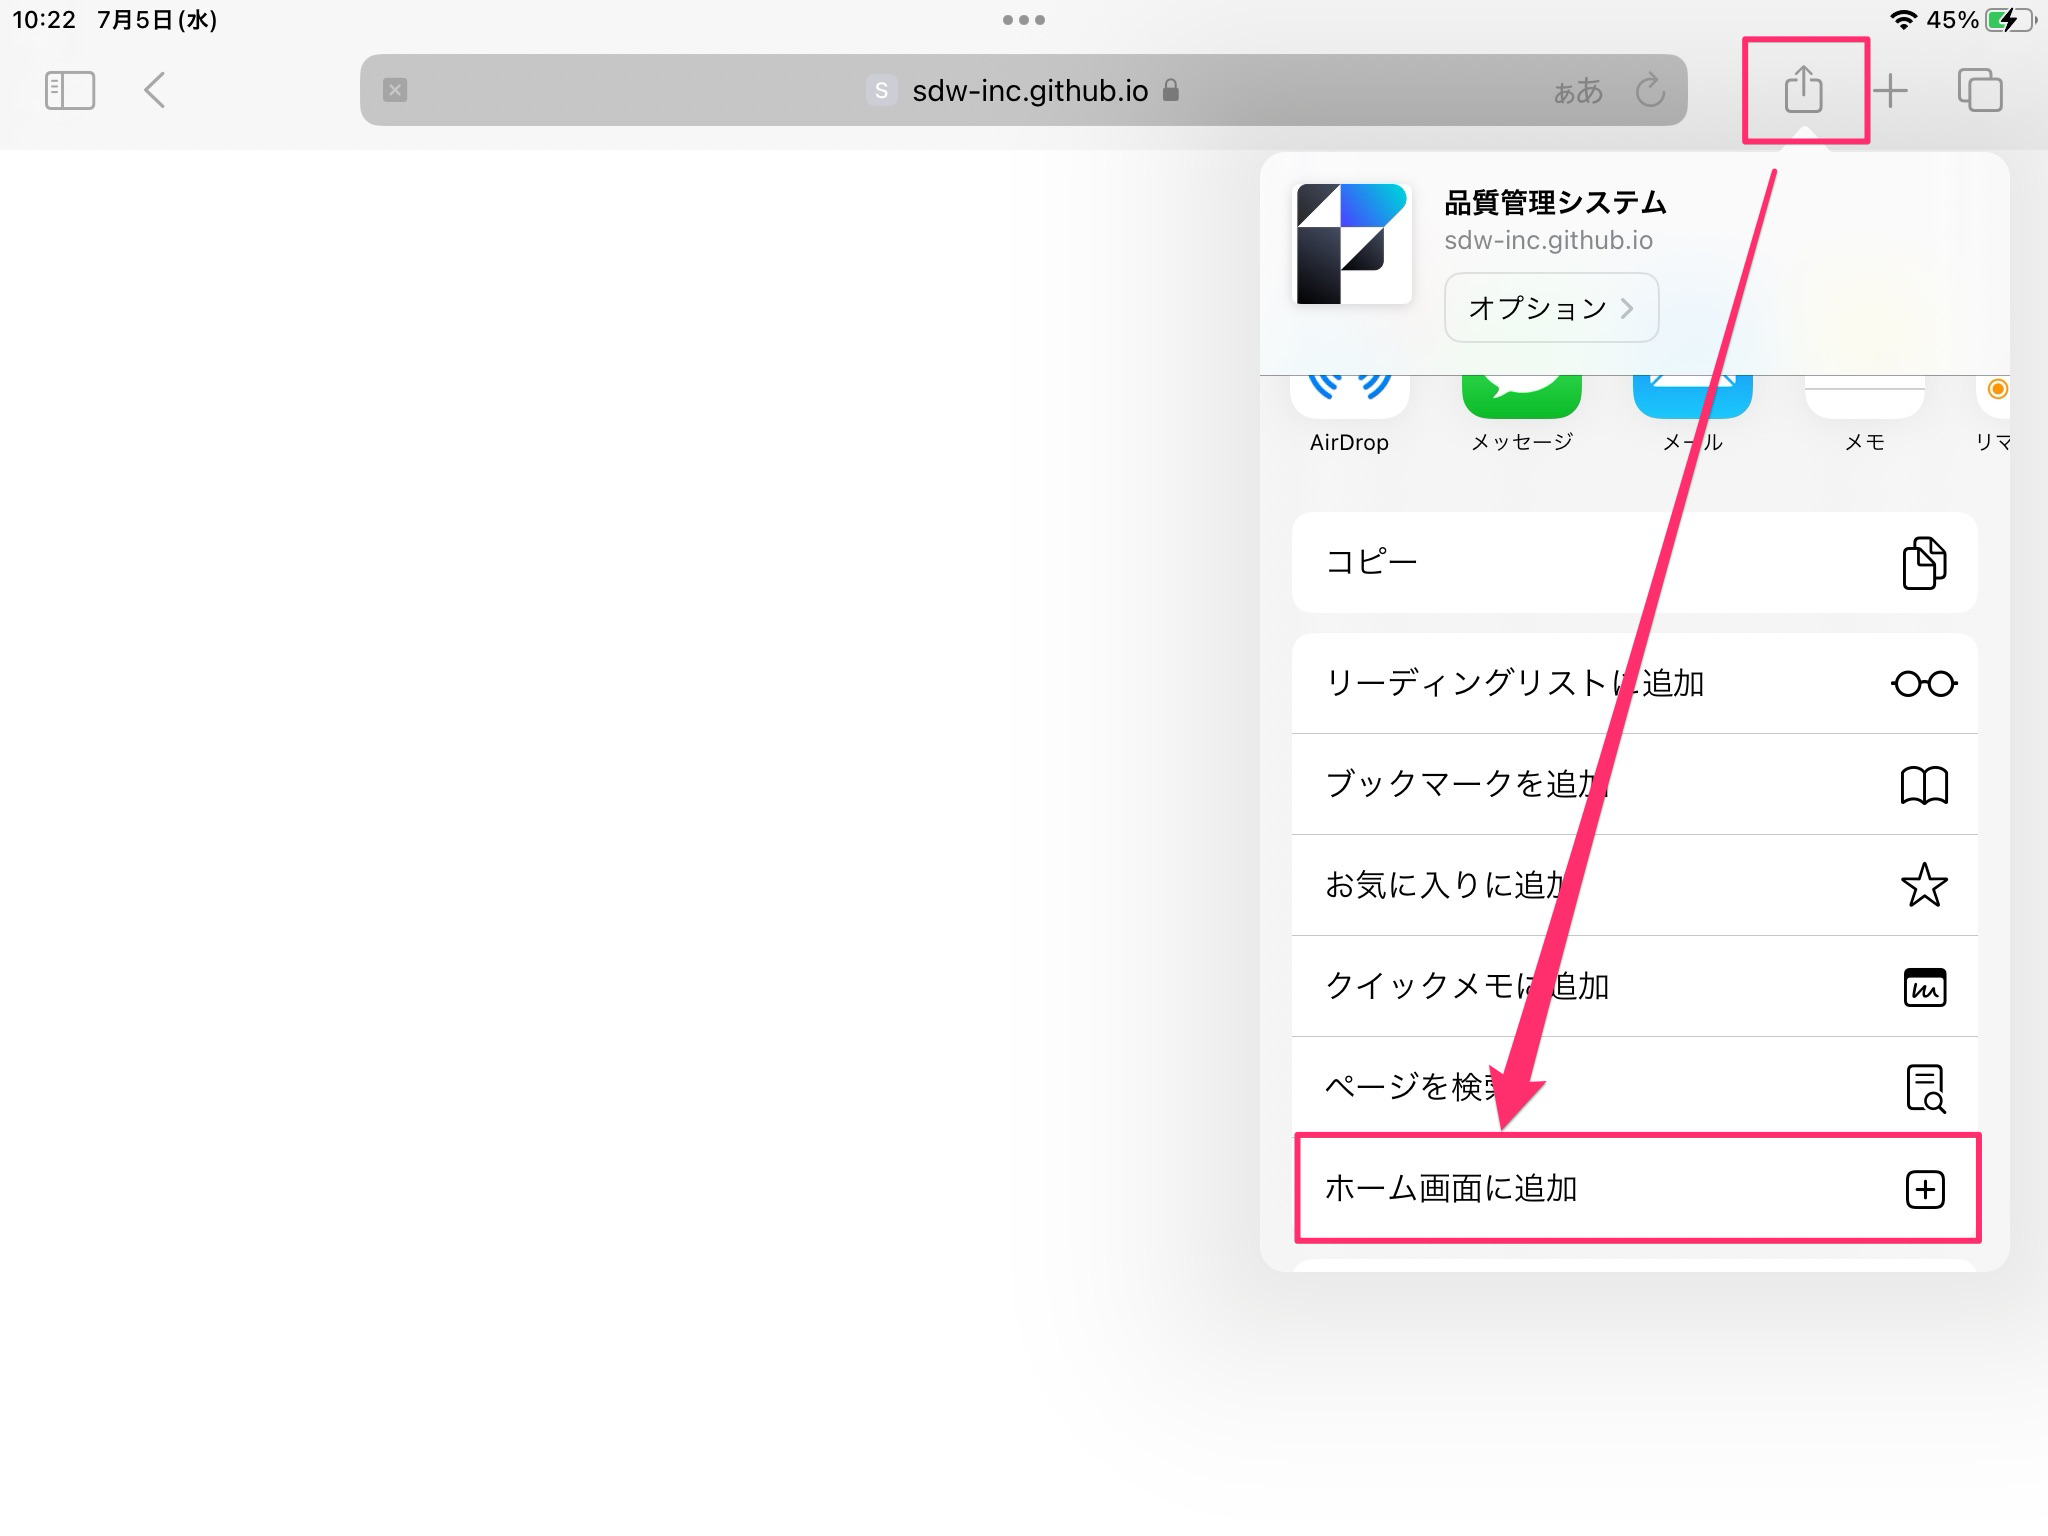 10:22 7月5日(水)
45%
S sdw-inc.github.io
ぁあ
品質管理システム
sdw-inc.github.io
オプション
AirDrop
メッセージ
メール
メモ
リマ
コピー
リーディングリストに追加
ブックマークを追加
お気に入りに追加
クイックメモに追加
ページを検索
ホーム画面に追加